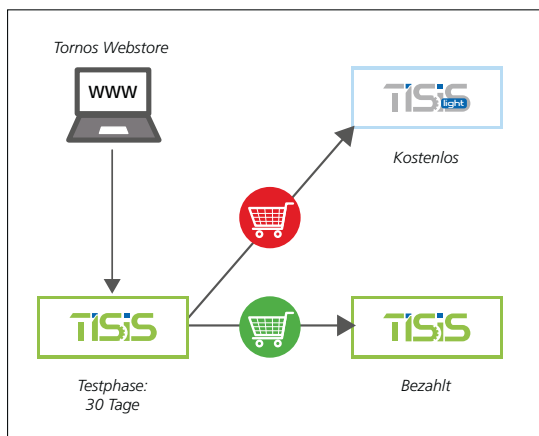 Tornos Webstore
WWW
TISIS
light
Kostenlos
TISIS
TISIS
Testphase:
30 Tage
Bezahlt